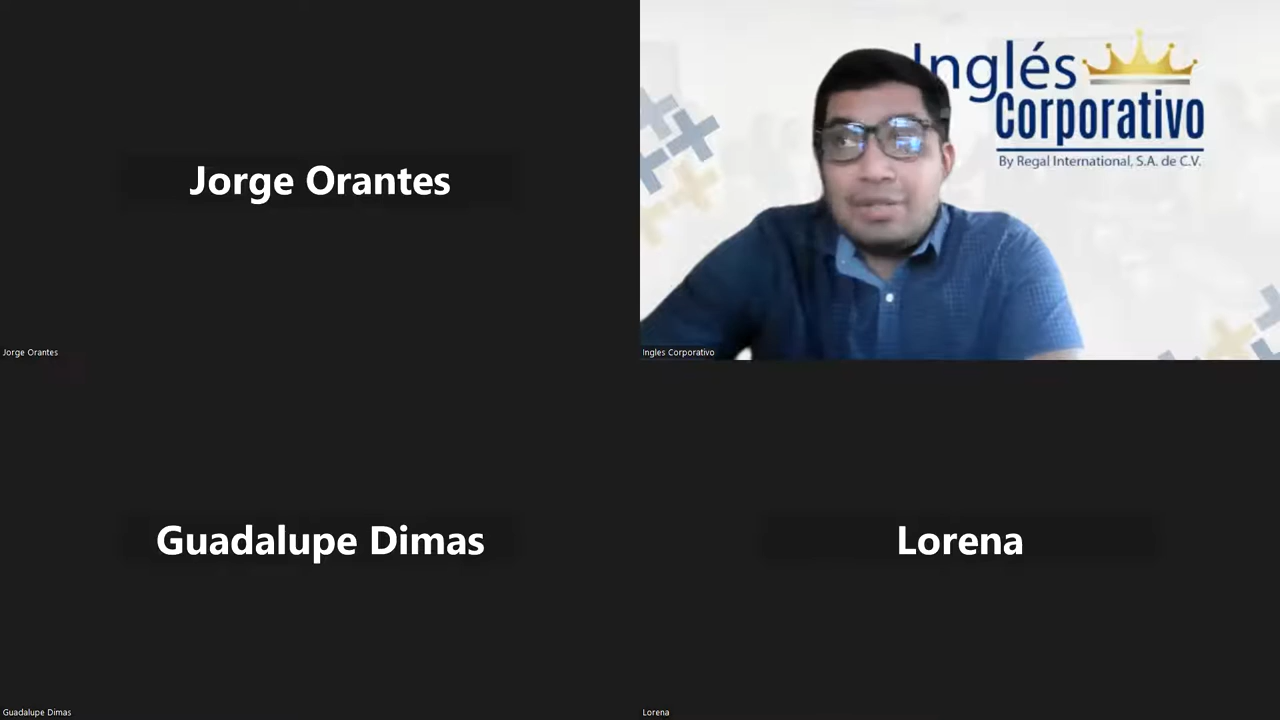 Jorge Orantes
Jorge Orantes
Inglés
Corporativo
By Regal International, S.A. de C.V.
Ingles Corporativo
Guadalupe Dimas
Guadalupe Dimas
Lorena
Lorena